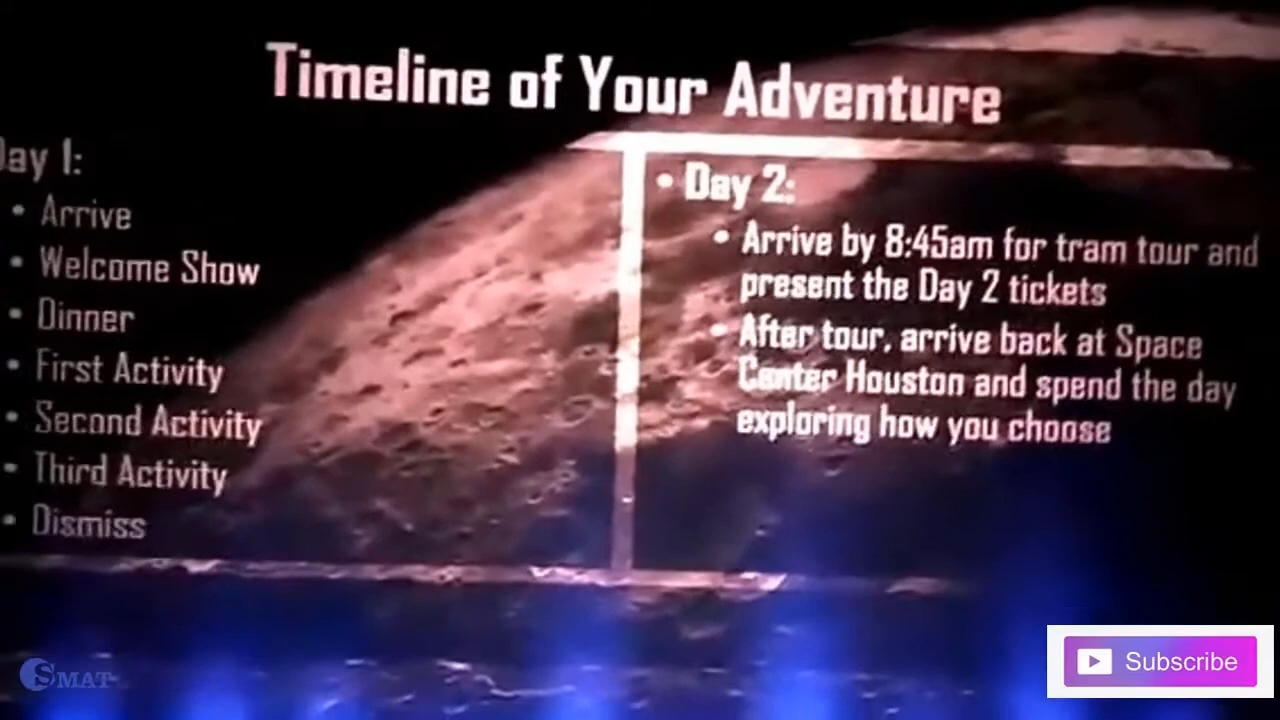 Timeline of Your Adventure
Day 1:
• Arrive
• Welcome Show
• Dinner
• First Activity
• Second Activity
• Third Activity
• Dismiss
• Day 2:
• Arrive by 8:45am for tram tour and
present the Day 2 tickets
• After tour, arrive back at Space
Center Houston and spend the day
exploring how you choose
SMAT
Subscribe